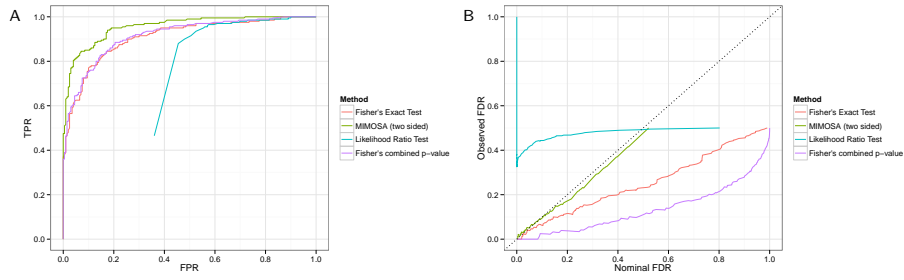 A
1.0
0.8
0.6
0.4
0.2
0.0
TPR
0.0 0.2 0.4 0.6 0.8 1.0
FPR
Method
Fisher's Exact Test
MIMOSA (two sided)
Likelihood Ratio Test
Fisher's combined p-value
B
1.0
0.8
0.6
0.4
0.2
0.0
Observed FDR
0.0 0.2 0.4 0.6 0.8 1.0
Nominal FDR
Method
Fisher's Exact Test
MIMOSA (two sided)
Likelihood Ratio Test
Fisher's combined p-value